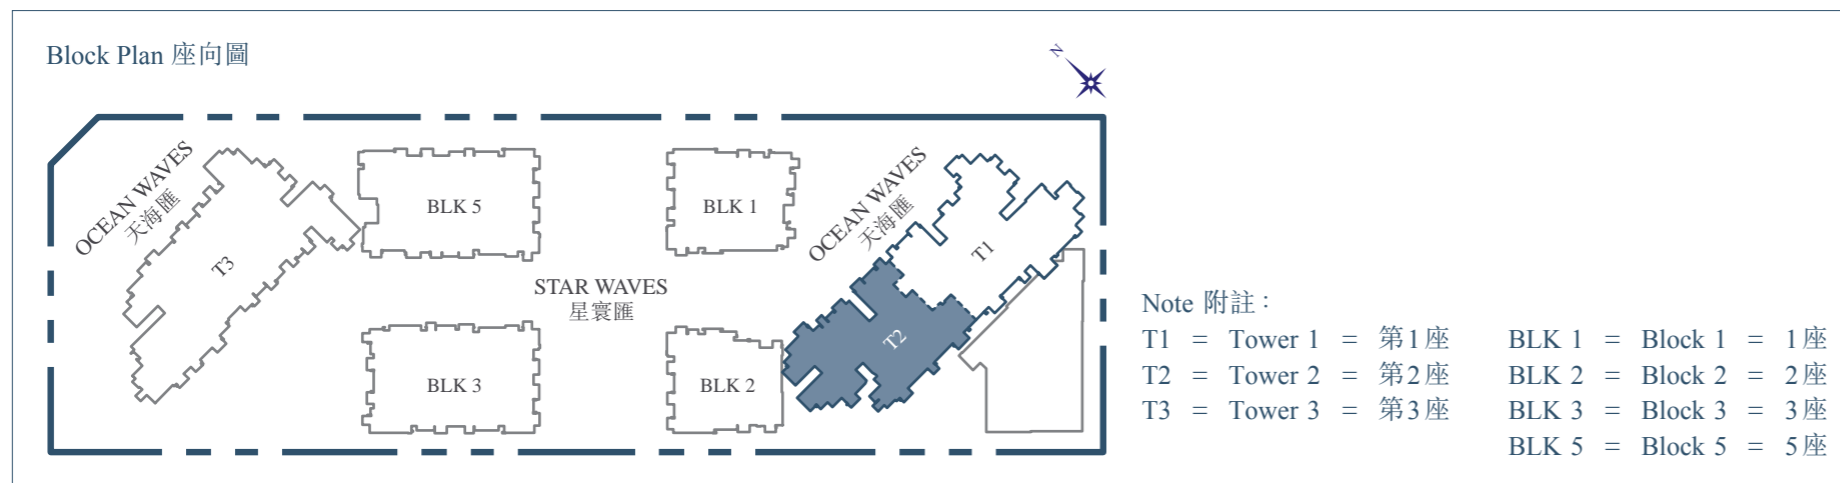 Block Plan 座向圖
N
OCEAN WAVES
天海匯
T3
BLK 5
BLK 1
OCEAN WAVES
天海匯
T1
STAR WAVES
星寰匯
BLK 3
BLK 2
T2
Note 附註：
T1 = Tower 1 = 第1座 BLK 1 = Block 1 = 1座
T2 = Tower 2 = 第2座 BLK 2 = Block 2 = 2座
T3 = Tower 3 = 第3座 BLK 3 = Block 3 = 3座
BLK 5 = Block 5 = 5座